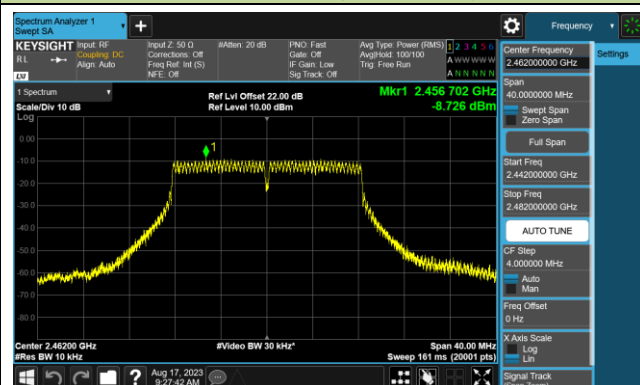 Spectrum Analyzer 1
Swept SA
Frequency
KEYSIGHT
RL
LXI
Input: RF
Coupling: DC
Align: Auto
Input Z: 50 Ω
Corrections: Off
Freq Ref: Int (S)
NFE: Off
#Atten: 20 dB
PNO: Fast
Gate: Off
IF Gain: Low
Sig Track: Off
Avg Type: Power (RMS)
Avg|Hold: 100/100
Trig: Free Run
1 2 3 4 5 6
A W W W W W
A N N N N N
1 Spectrum
Scale/Div 10 dB
Log
Ref Lvl Offset 22.00 dB
Ref Level 10.00 dBm
Mkr1 2.456 702 GHz
-8.726 dBm
1
0.00
-10.0
-20.0
-30.0
-40.0
-50.0
-60.0
-70.0
-80.0
Center 2.46200 GHz
#Res BW 10 kHz
#Video BW 30 kHz*
Span 40.00 MHz
Sweep 161 ms (20001 pts)
Aug 17, 2023
9:27:42 AM
Center Frequency
2.462000000 GHz
Span
40.0000000 MHz
Swept Span
Zero Span
Full Span
Start Freq
2.442000000 GHz
Stop Freq
2.482000000 GHz
AUTO TUNE
CF Step
4.000000 MHz
Auto
Man
Freq Offset
0 Hz
X Axis Scale
Log
Lin
Signal Track
(Span Zoom)
Settings